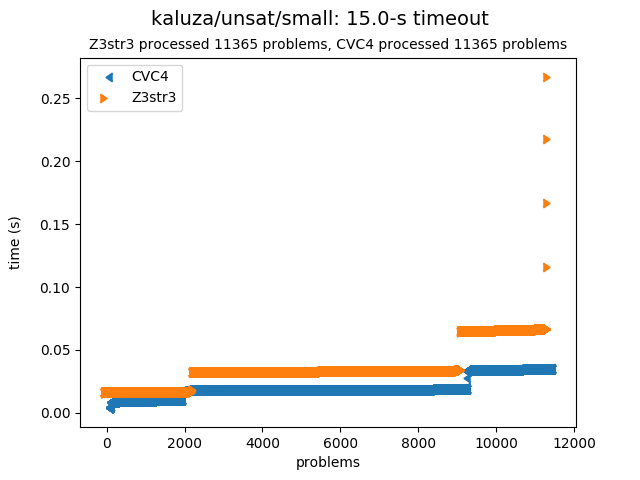 kaluza/unsat/small: 15.0-s timeout
Z3str3 processed 11365 problems, CVC4 processed 11365 problems
CVC4
Z3str3
0.25
0.20
0.15
0.10
0.05
0.00
time (s)
0 2000 4000 6000 8000 10000 12000
problems